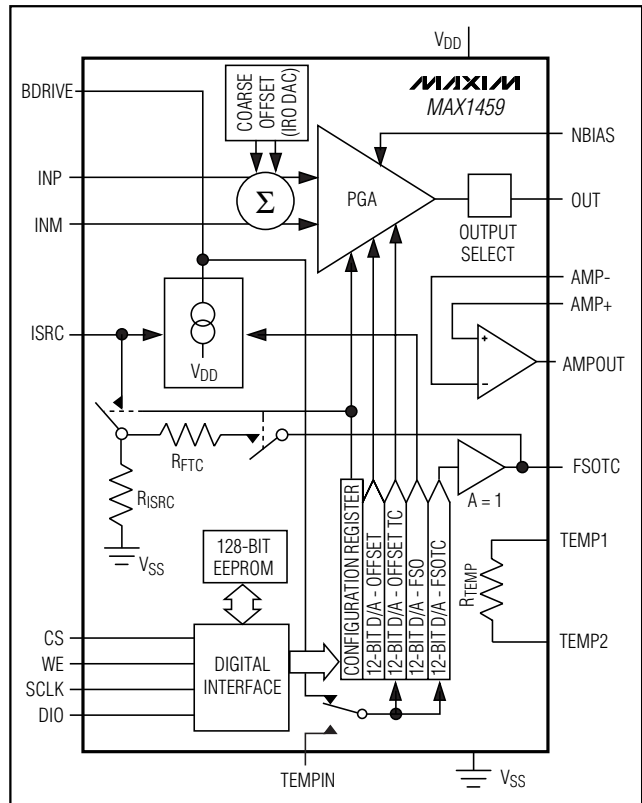 VDD
MAXIM
MAX1459
BDRIVE
COARSE
OFFSET
(IRO DAC)
NBIAS
INP
PGA
OUT
Σ
INM
OUTPUT
SELECT
AMP-
AMP+
ISRC
VDD
+
-
AMPOUT
RFTC
FSOTC
A = 1
RISRC
VSS
128-BIT
EEPROM
CONFIGURATION REGISTER
12-BIT D/A - OFFSET
12-BIT D/A - OFFSET TC
12-BIT D/A - FSO
12-BIT D/A - FSOTC
TEMP1
RTEMP
TEMP2
CS
WE
SCLK
DIO
DIGITAL
INTERFACE
TEMPIN
VSS